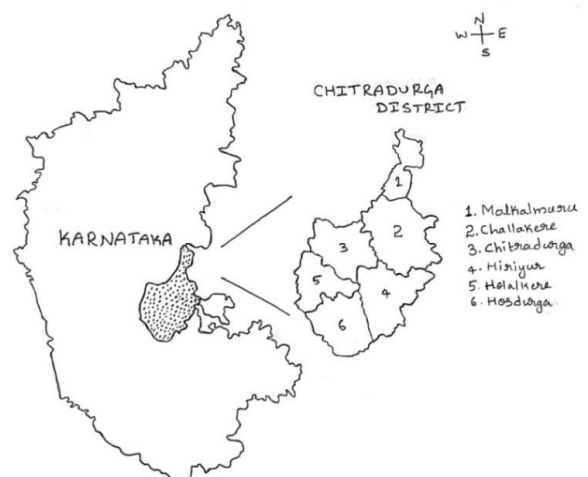 N
W E
S
CHITRADURGA
DISTRICT
KARNATAKA
1
2
3
4
5
6
1. Molkalmuru
2. Challakere
3. Chitradurga
4. Hiriyur
5. Holalkere
6. Hosdurga